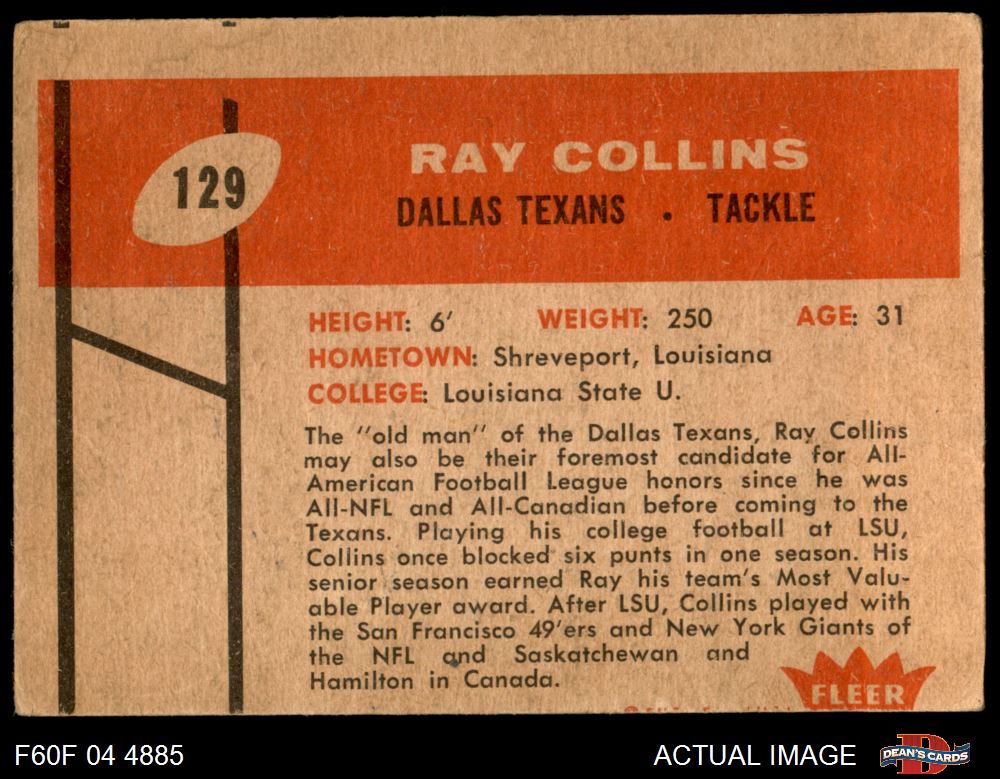 129
RAY COLLINS
DALLAS TEXANS • TACKLE
HEIGHT: 6' WEIGHT: 250 AGE: 31
HOMETOWN: Shreveport, Louisiana
COLLEGE: Louisiana State U.
The "old man" of the Dallas Texans, Ray Collins
may also be their foremost candidate for All-
American Football League honors since he was
All-NFL and All-Canadian before coming to the
Texans. Playing his college football at LSU,
Collins once blocked six punts in one season. His
senior season earned Ray his team's Most Valu-
able Player award. After LSU, Collins played with
the San Francisco 49'ers and New York Giants of
the NFL and Saskatchewan and
Hamilton in Canada.
FLEER
F60F 04 4885
ACTUAL IMAGE
DEAN'S CARDS